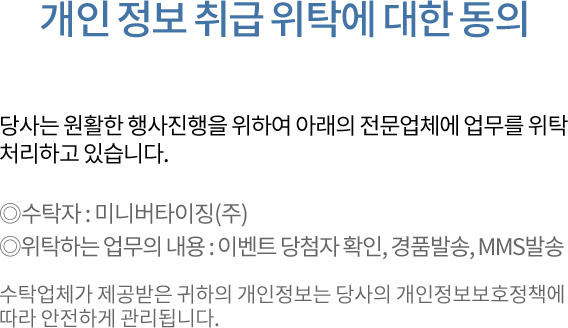 개인 정보 취급 위탁에 대한 동의
당사는 원활한 행사진행을 위하여 아래의 전문업체에 업무를 위탁
처리하고 있습니다.
◎수탁자 : 미니버타이징(주)
◎위탁하는 업무의 내용 : 이벤트 당첨자 확인, 경품발송, MMS발송
수탁업체가 제공받은 귀하의 개인정보는 당사의 개인정보보호정책에
따라 안전하게 관리됩니다.